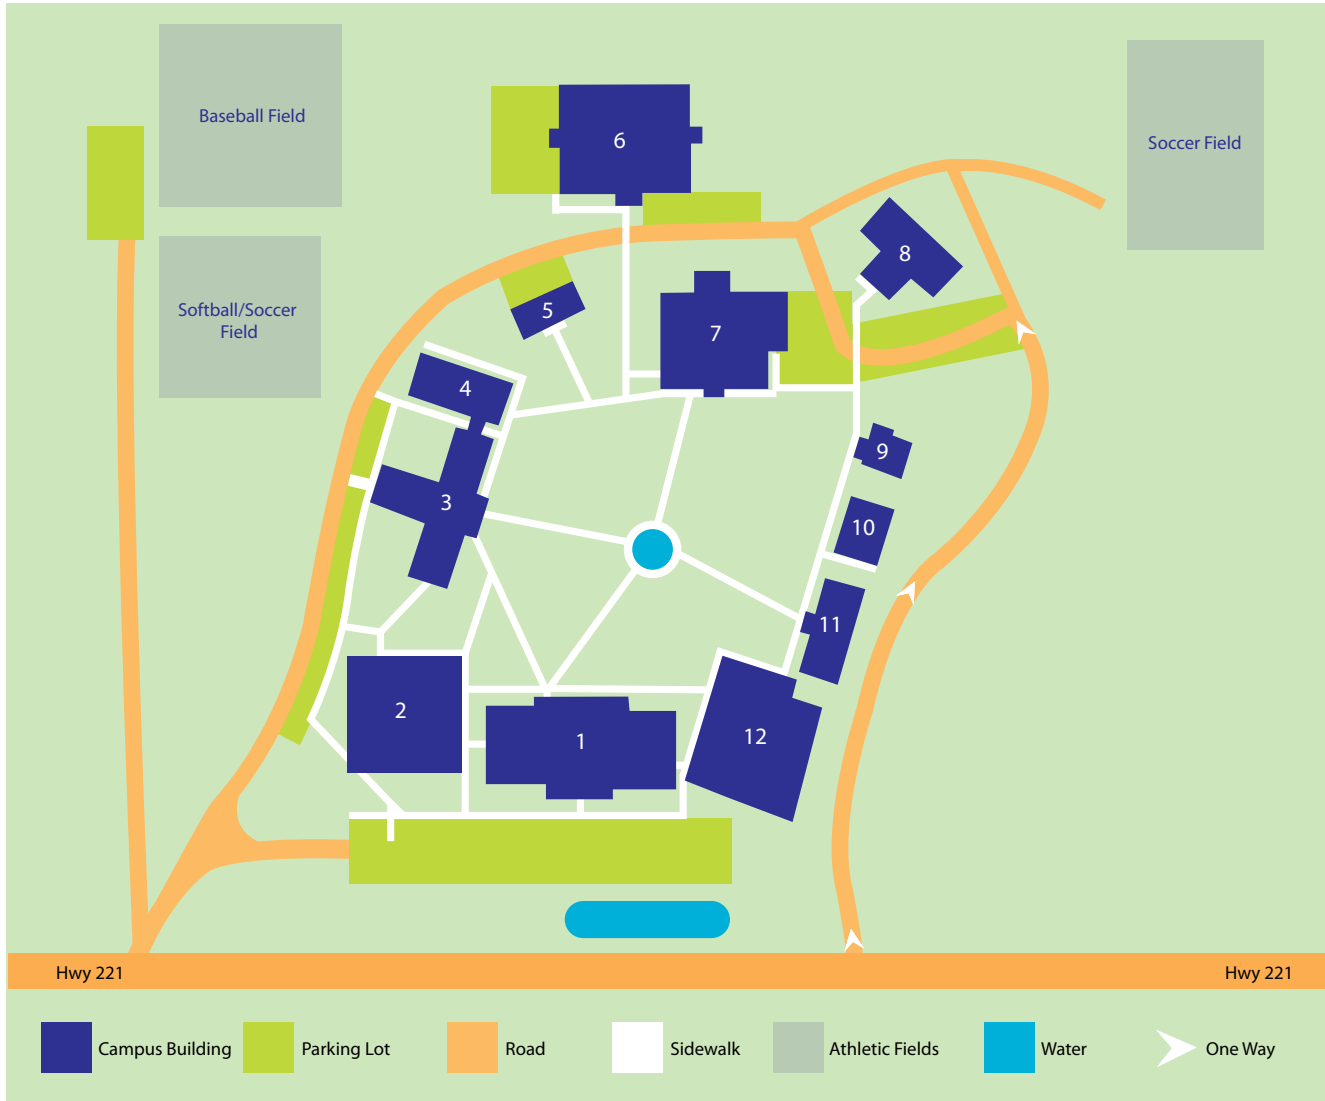 Baseball Field
Soccer Field
Softball/Soccer
Field
6
8
5
7
4
9
3
10
11
2
1
12
Hwy 221
Hwy 221
Campus Building
Parking Lot
Road
Sidewalk
Athletic Fields
Water
One Way